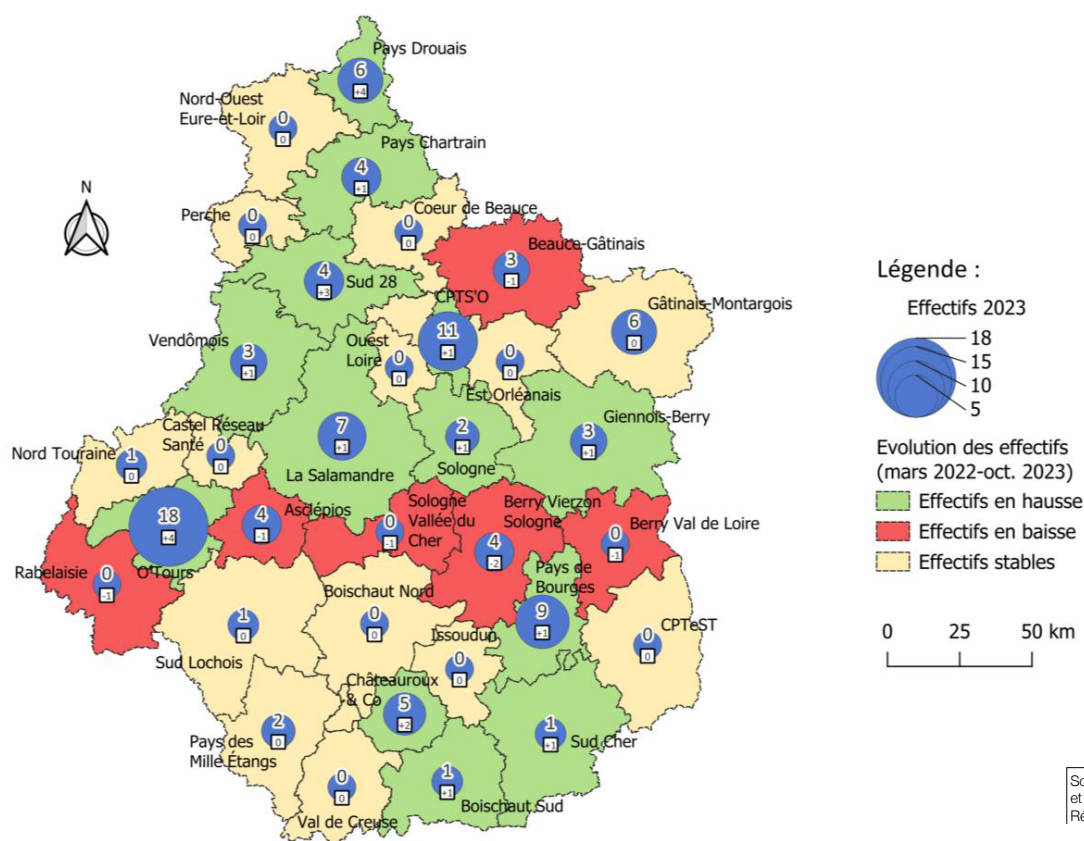 Pays Drouais
6
+4
Nord-Ouest
Eure-et-Loir
0
0
Pays Chartrain
4
+1
N
Perche
0
0
Coeur de Beauce
0
0
Beauce-Gâtinais
3
-1
Sud 28
4
+3
CPTS'O
11
+1
Gâtinais-Montargois
6
0
Vendômois
3
+1
Ouest
Loire
0
0
0
0
Est Orléanais
Giennois-Berry
3
+1
Castel Réseau
Santé
0
0
7
+1
La Salamandre
2
+1
Sologne
Nord Touraine
1
0
18
+4
O'Tours
Asclépios
4
-1
Sologne
Vallée du
Cher
0
-1
Berry Vierzon
Sologne
4
-2
Berry Val de Loire
0
-1
Rabelaisie
0
-1
Pays de
Bourges
9
+1
Boischaut Nord
0
0
Issoudun
0
0
CPTeST
0
0
1
0
Sud Lochois
Châteauroux
& Co
5
+2
Pays des
Mille Étangs
2
0
1
+1
Sud Cher
0
0
Val de Creuse
1
+1
Boischaut Sud
Légende :
Effectifs 2023
18
15
10
5
Evolution des effectifs
(mars 2022-oct. 2023)
Effectifs en hausse
Effectifs en baisse
Effectifs stables
0 25 50 km
et